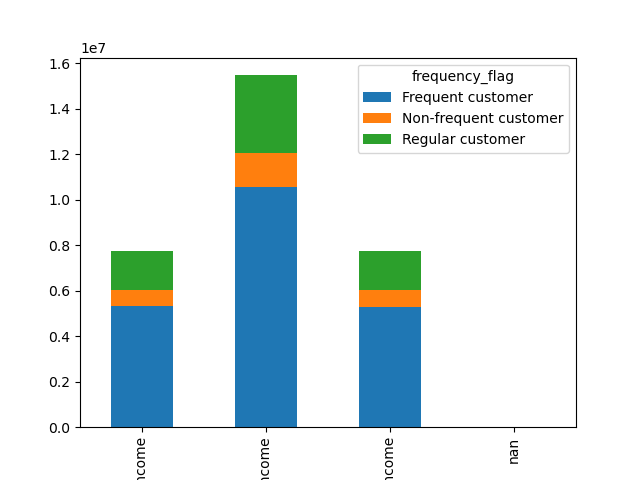 1e7
1.6
1.4
1.2
1.0
0.8
0.6
0.4
0.2
0.0
frequency_flag
Frequent customer
Non-frequent customer
Regular customer
ncome
ncome
ncome
nan